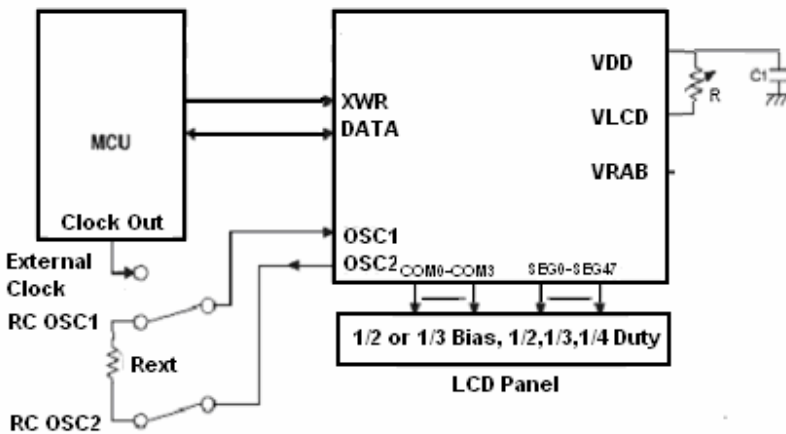 MCU
Clock Out
External
Clock
RC OSC1
Rext
RC OSC2
XWR
DATA
OSC1
OSC2
COM0-COM3
SEG0-SEG47
VDD
VLCD
VRAB
R
C1
1/2 or 1/3 Bias, 1/2,1/3,1/4 Duty
LCD Panel